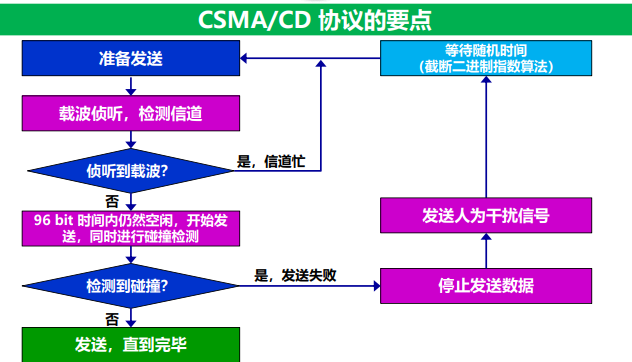 CSMA/CD 协议的要点
准备发送
等待随机时间
（截断二进制指数算法）
载波侦听，检测信道
侦听到载波？
是，信道忙
否
96 bit 时间内仍然空闲，开始发
送，同时进行碰撞检测
发送人为干扰信号
检测到碰撞？
是，发送失败
停止发送数据
否
发送，直到完毕